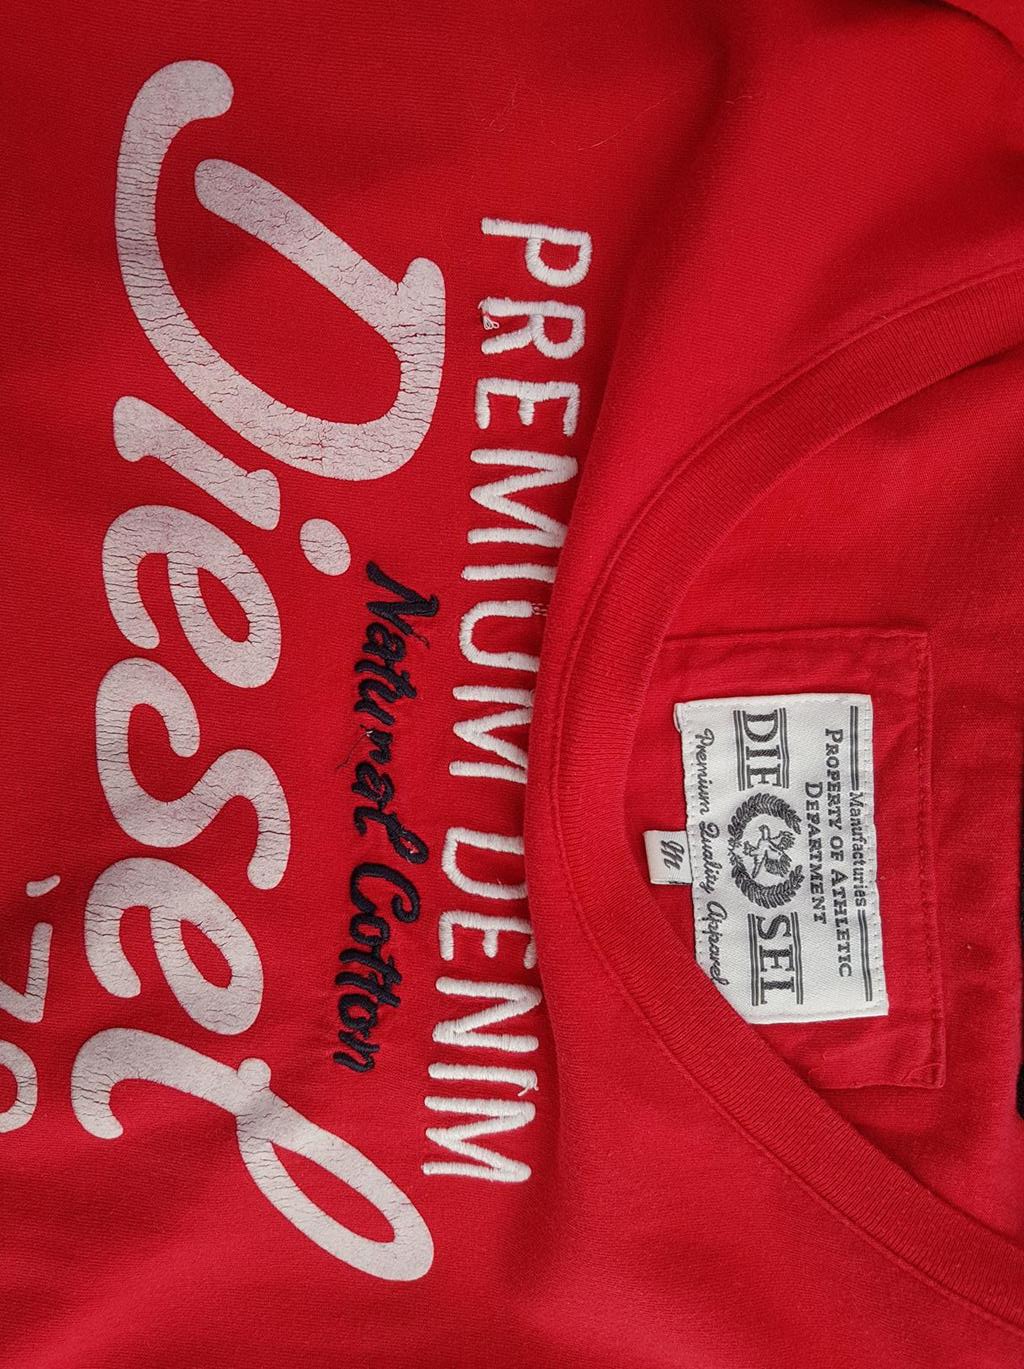 Manufacturies
PROPERTY OF ATHLETIC
DEPARTMENT
DIE SEL
Premium Quality Apparel
M
PREMIUM DENIM
Natural Cotton
Diesel